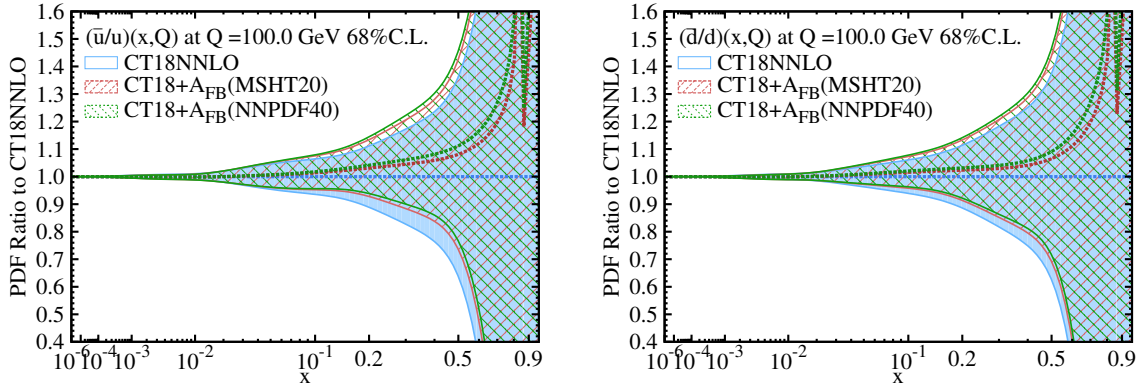 (ū/u)(x,Q) at Q =100.0 GeV 68%C.L.
CT18NNLO
CT18+A_FB(MSHT20)
CT18+A_FB(NNPDF40)
PDF Ratio to CT18NNLO
1.6
1.5
1.4
1.3
1.2
1.1
1.0
0.9
0.8
0.7
0.6
0.5
0.4
10^-6 10^-4 10^-3 10^-2 10^-1 0.2 0.5 0.9
x
(d̄/d)(x,Q) at Q =100.0 GeV 68%C.L.
CT18NNLO
CT18+A_FB(MSHT20)
CT18+A_FB(NNPDF40)
PDF Ratio to CT18NNLO
1.6
1.5
1.4
1.3
1.2
1.1
1.0
0.9
0.8
0.7
0.6
0.5
0.4
10^-6 10^-4 10^-3 10^-2 10^-1 0.2 0.5 0.9
x